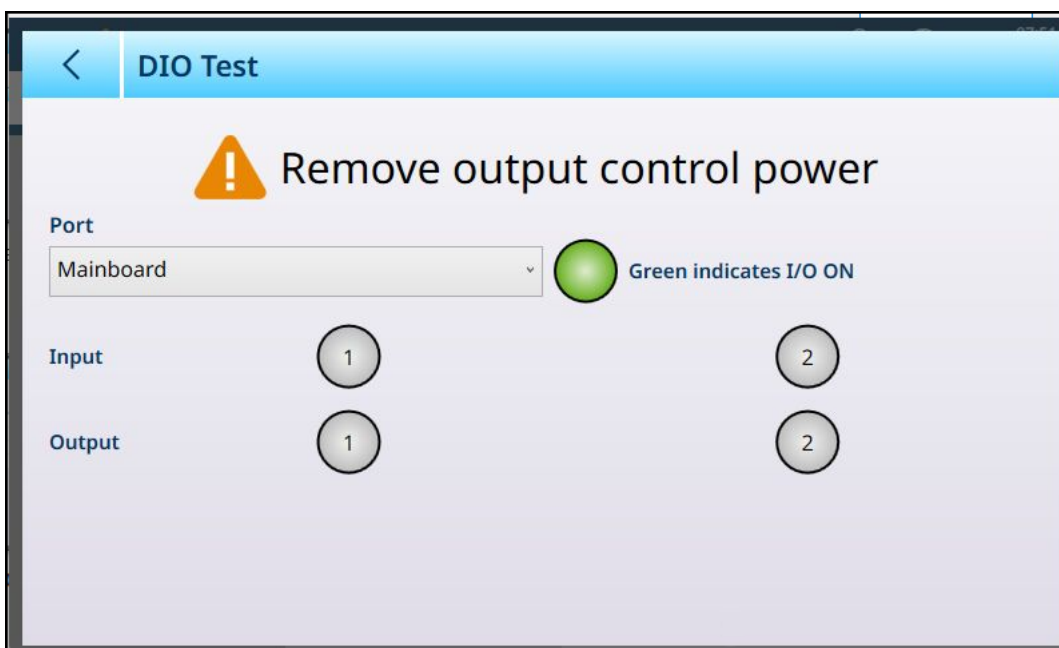 DIO Test
Remove output control power
Port
Mainboard
Green indicates I/O ON
Input 1 2
Output 1 2